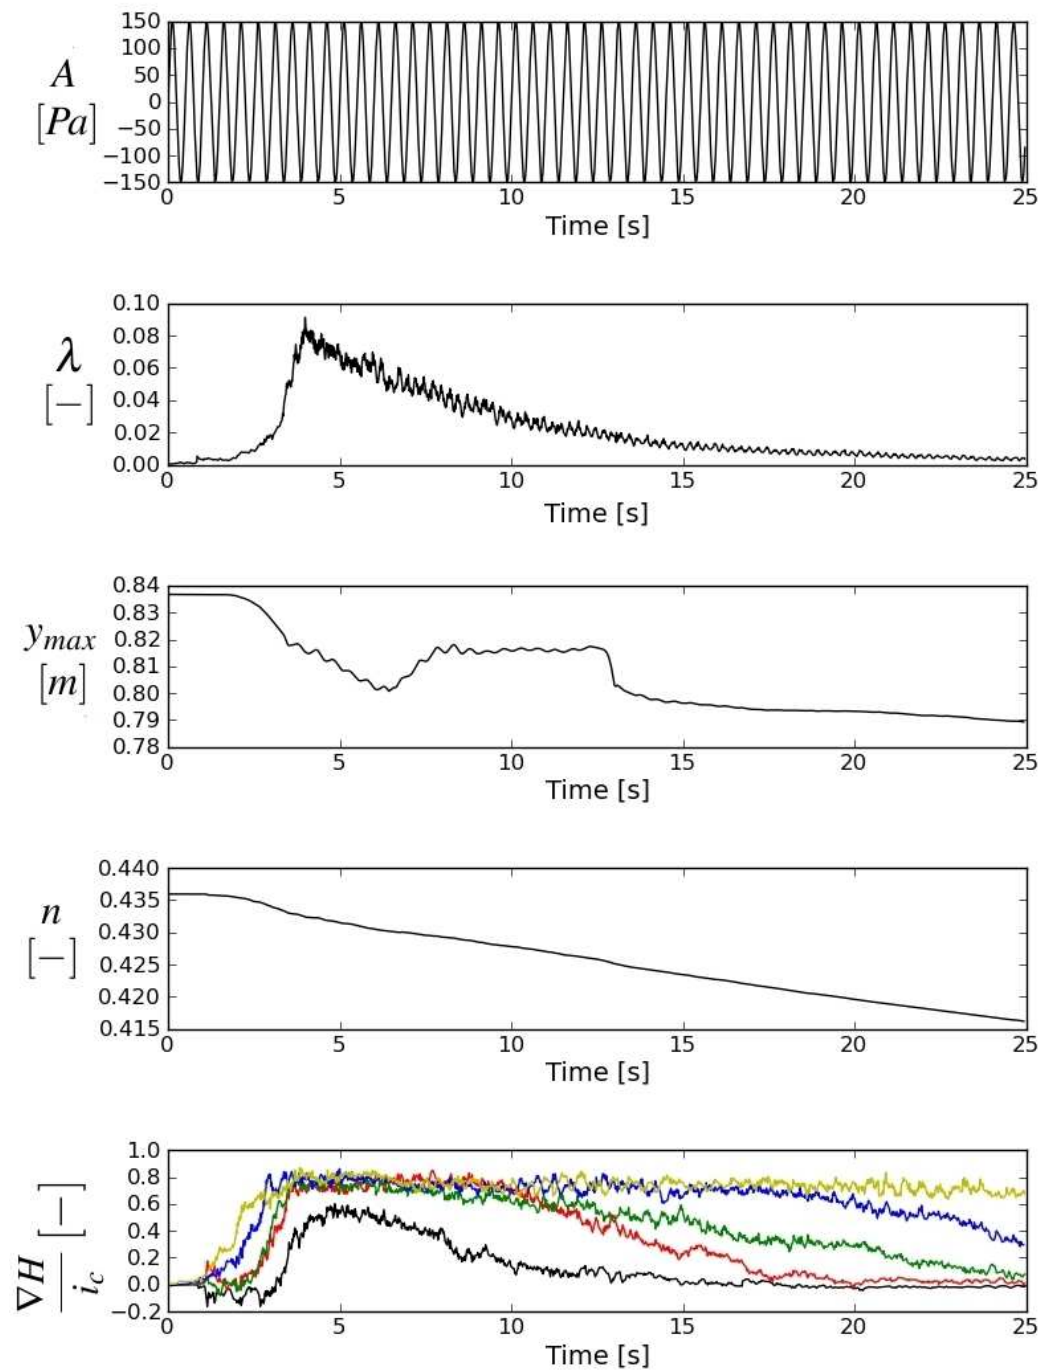 A
[Pa]
150
100
50
0
−50
−100
−150
0 5 10 15 20 25
Time [s]
λ
[−]
0.10
0.08
0.06
0.04
0.02
0.00
0 5 10 15 20 25
Time [s]
y_max
[m]
0.84
0.83
0.82
0.81
0.80
0.79
0.78
0 5 10 15 20 25
Time [s]
n
[−]
0.440
0.435
0.430
0.425
0.420
0.415
0 5 10 15 20 25
Time [s]
∇H
i_c
[−]
1.0
0.8
0.6
0.4
0.2
0.0
−0.2
0 5 10 15 20 25
Time [s]